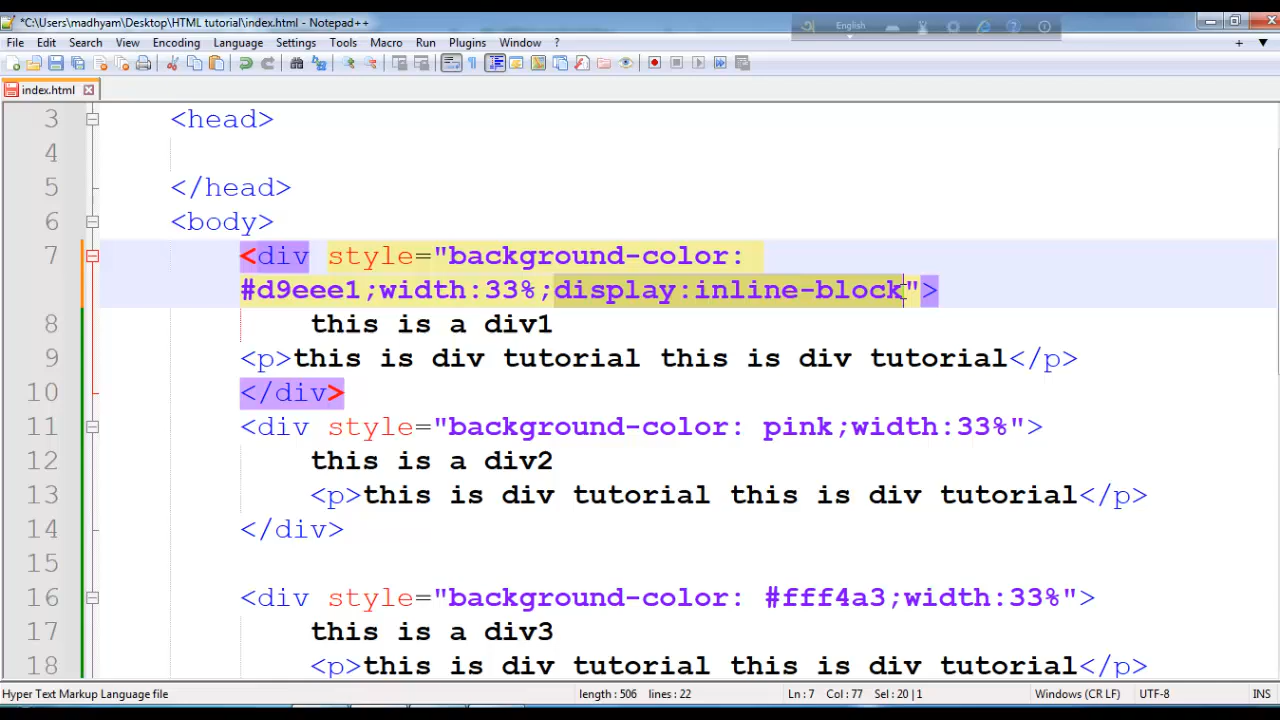 *C:\Users\madhyam\Desktop\HTML tutorial\index.html - Notepad++
English
File Edit Search View Encoding Language Settings Tools Macro Run Plugins Window ?
index.html
3 <head>
4
5 </head>
6 <body>
7 <div style="background-color:
#d9eee1;width:33%;display:inline-block">
8 this is a div1
9 <p>this is div tutorial this is div tutorial</p>
10 </div>
11 <div style="background-color: pink;width:33%">
12 this is a div2
13 <p>this is div tutorial this is div tutorial</p>
14 </div>
15
16 <div style="background-color: #fff4a3;width:33%">
17 this is a div3
18 <p>this is div tutorial this is div tutorial</p>
Hyper Text Markup Language file length : 506 lines : 22 Ln : 7 Col : 77 Sel : 20 | 1 Windows (CR LF) UTF-8 INS